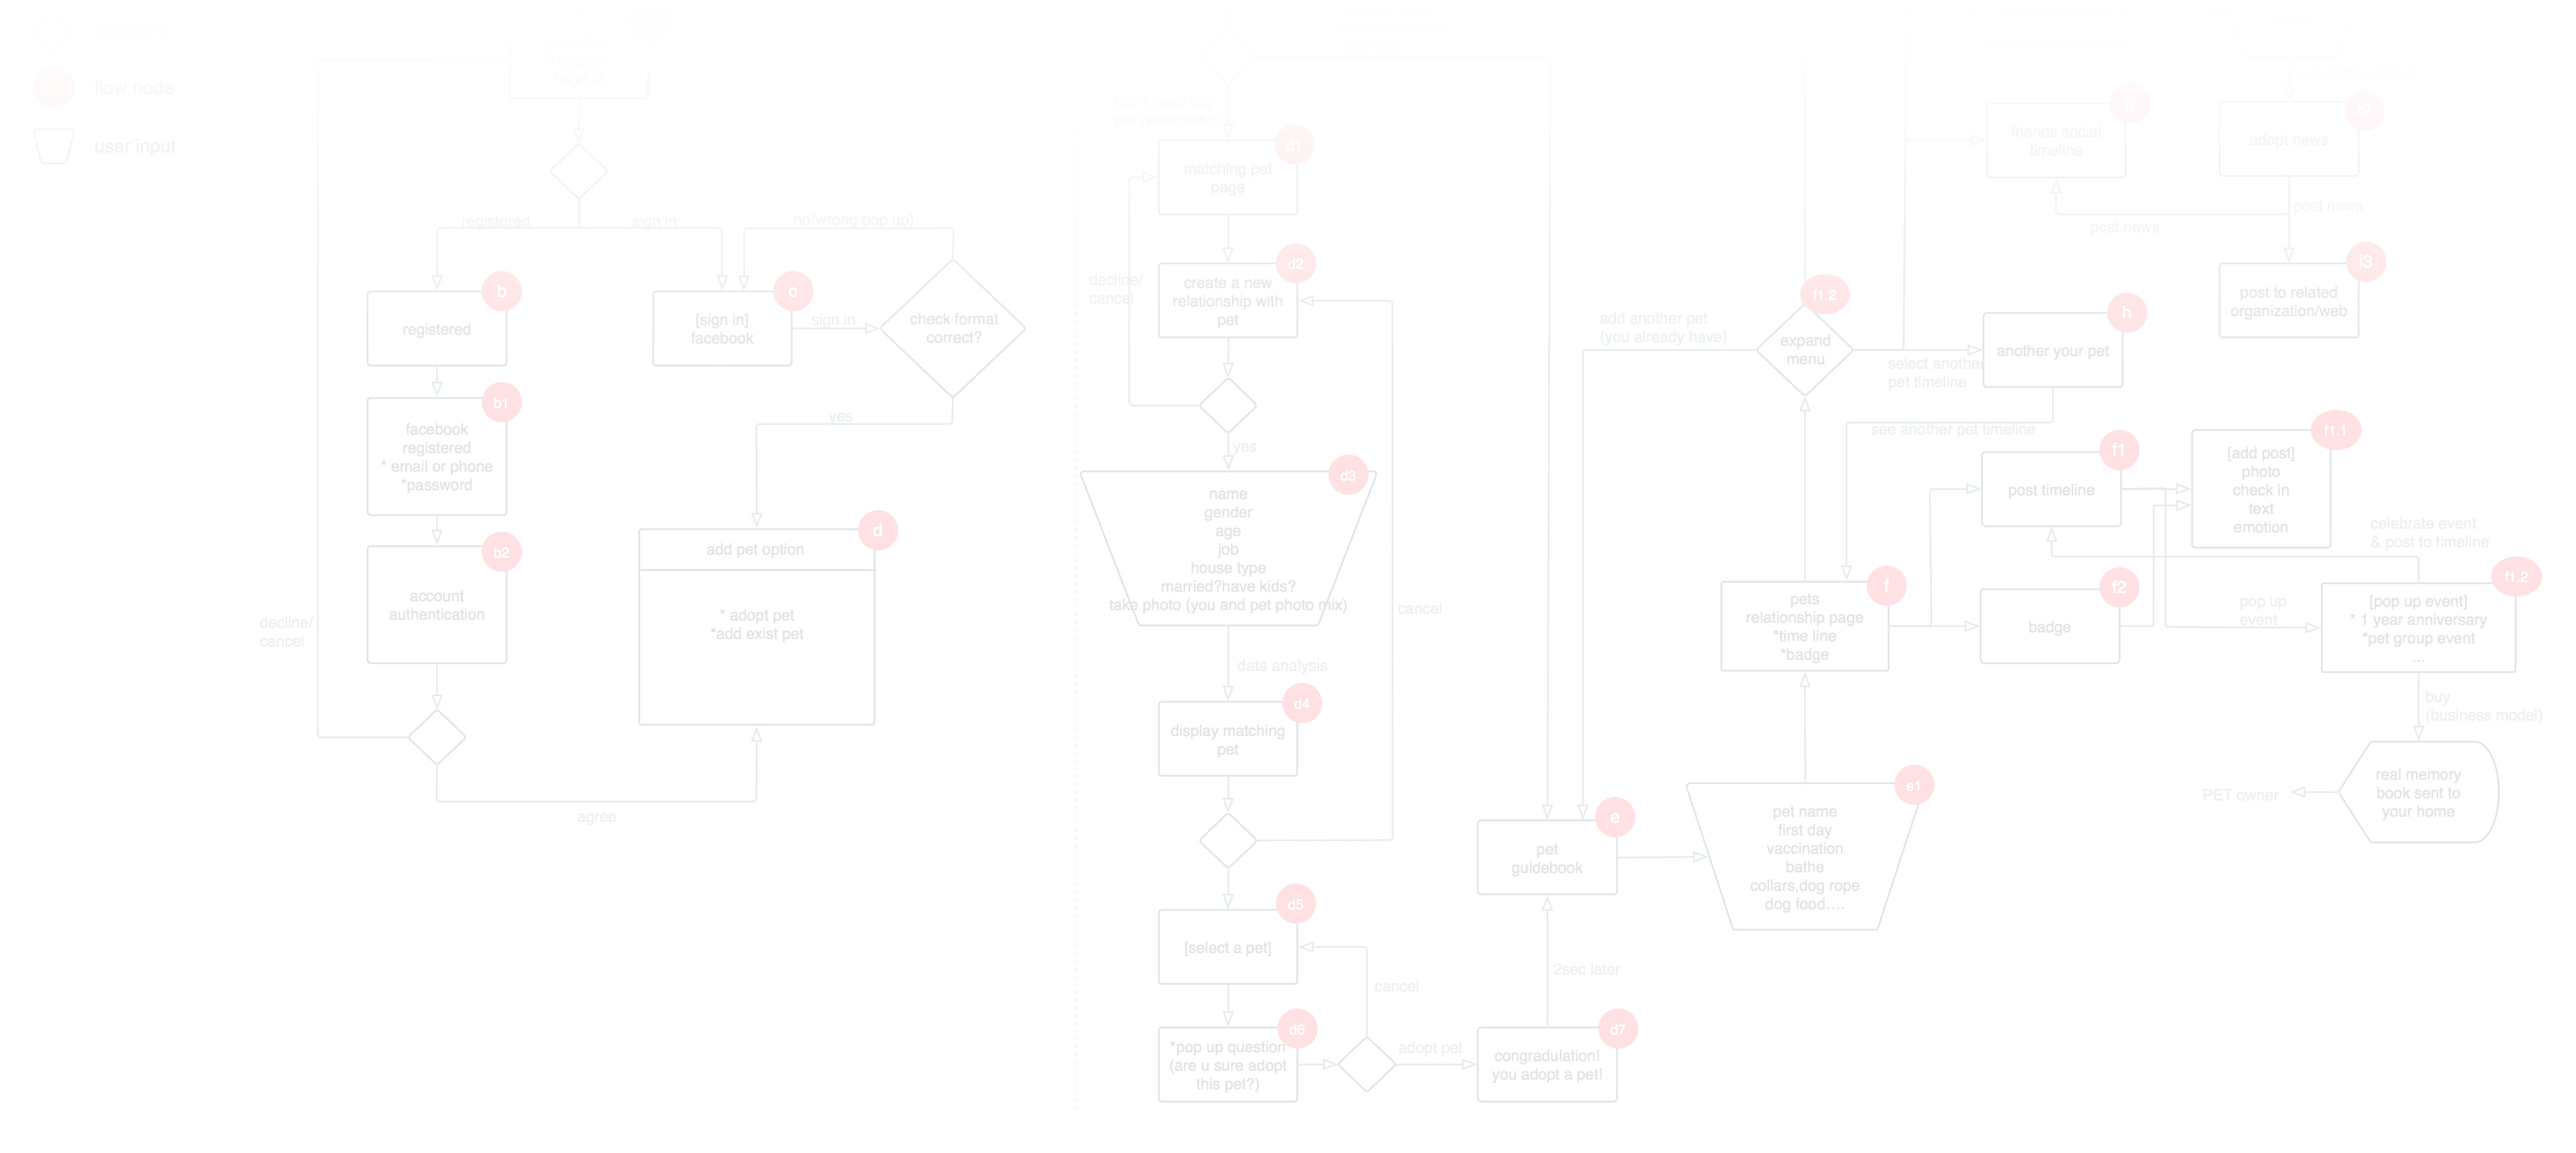 flow node
user input
*sign in
registered
sign in
no(wrong pop up)
b
registered
c
[sign in]
facebook
sign in
check format
correct?
b1
facebook
registered
* email or phone
*password
yes
b2
account
authentication
d
add pet option
* adopt pet
*add exist pet
decline/
cancel
agree
don't have any
pet relationship
d1
matching pet
page
d2
create a new
relationship with
pet
decline/
cancel
yes
d3
name
gender
age
job
house type
married?have kids?
take photo (you and pet photo mix)
cancel
data analysis
d4
display matching
pet
d5
[select a pet]
cancel
d6
*pop up question
(are u sure adopt
this pet?)
adopt pet
d7
congradulation!
you adopt a pet!
2sec later
e
pet
guidebook
e1
pet name
first day
vaccination
bathe
collars,dog rope
dog food....
f
pets
relationship page
*time line
*badge
add another pet
(you already have)
f1.2
expand
menu
select another
pet timeline
h
another your pet
see another pet timeline
g
friends social
timeline
i2
adopt news
post news
post news
i3
post to related
organization/web
f1
post timeline
f1.1
[add post]
photo
check in
text
emotion
f2
badge
celebrate event
& post to timeline
pop up
event
f1.2
[pop up event]
* 1 year anniversary
*pet group event
...
buy
(business model)
real memory
book sent to
your home
PET owner